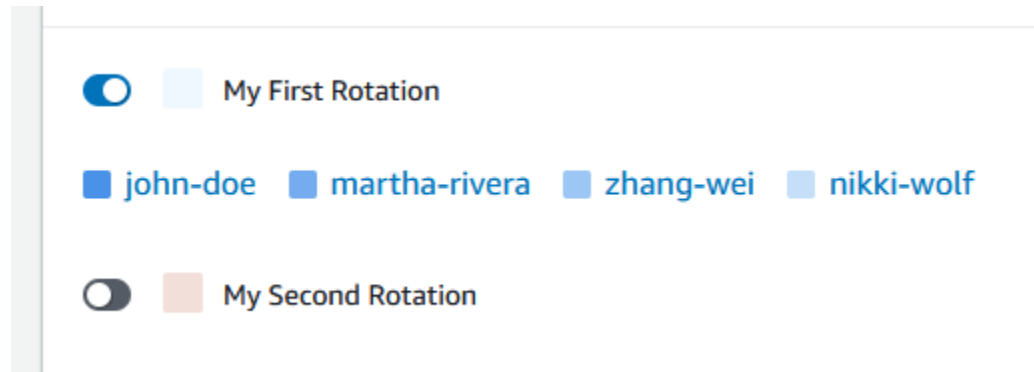 My First Rotation
john-doe martha-rivera zhang-wei nikki-wolf
My Second Rotation